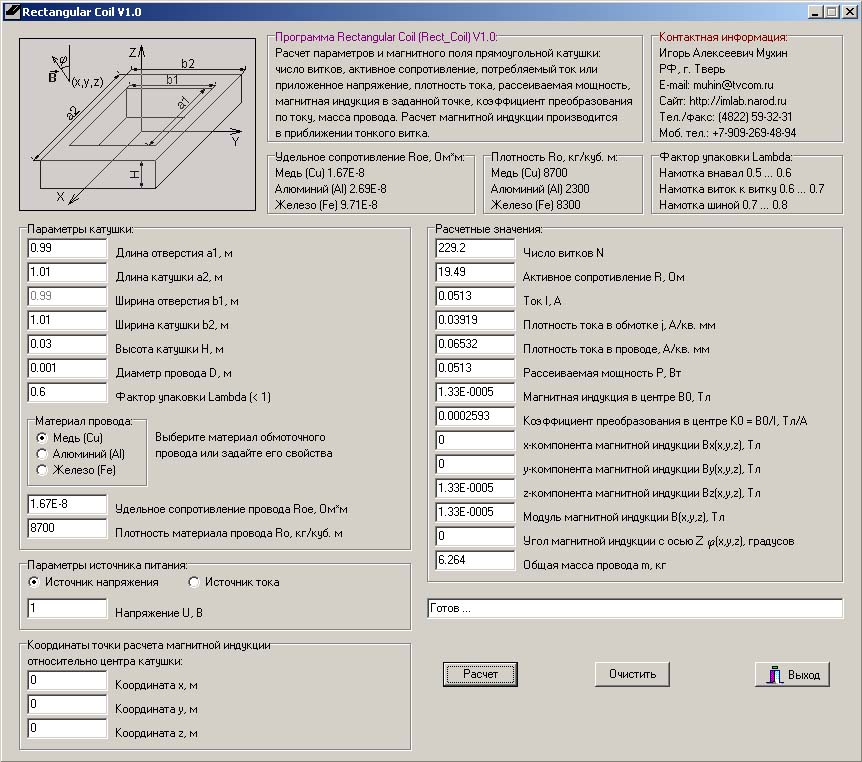 Rectangular Coil V1.0
Z
b2
b1
φ
B
(x,y,z)
a2
a1
Y
H
X
Программа Rectangular Coil (Rect_Coil) V1.0:
Расчет параметров и магнитного поля прямоугольной катушки:
число витков, активное сопротивление, потребляемый ток или
приложенное напряжение, плотность тока, рассеиваемая мощность,
магнитная индукция в заданной точке, коэффициент преобразования
по току, масса провода. Расчет магнитной индукции производится
в приближении тонкого витка.
Контактная информация:
Игорь Алексеевич Мухин
РФ, г. Тверь
E-mail: muhin@tvcom.ru
Сайт: http://imlab.narod.ru
Тел./факс: (4822) 59-32-31
Моб. тел.: +7-909-269-48-94
Удельное сопротивление Roe, Ом*м:
Медь (Cu) 1.67E-8
Алюминий (Al) 2.69E-8
Железо (Fe) 9.71E-8
Плотность Ro, кг/куб. м:
Медь (Cu) 8700
Алюминий (Al) 2300
Железо (Fe) 8300
Фактор упаковки Lambda:
Намотка внавал 0.5 ... 0.6
Намотка виток к витку 0.6 ... 0.7
Намотка шиной 0.7 ... 0.8
Параметры катушки:
0.99 Длина отверстия a1, м
1.01 Длина катушки a2, м
0.99 Ширина отверстия b1, м
1.01 Ширина катушки b2, м
0.03 Высота катушки H, м
0.001 Диаметр провода D, м
0.6 Фактор упаковки Lambda (< 1)
Материал провода:
Медь (Cu)
Алюминий (Al)
Железо (Fe)
Выберите материал обмоточного
провода или задайте его свойства
1.67E-8 Удельное сопротивление провода Roe, Ом*м
8700 Плотность материала провода Ro, кг/куб. м
Параметры источника питания:
Источник напряжения Источник тока
1 Напряжение U, В
Координаты точки расчета магнитной индукции
относительно центра катушки:
0 Координата x, м
0 Координата y, м
0 Координата z, м
Расчетные значения:
229.2 Число витков N
19.49 Активное сопротивление R, Ом
0.0513 Ток I, А
0.03919 Плотность тока в обмотке j, А/кв. мм
0.06532 Плотность тока в проводе, А/кв. мм
0.0513 Рассеиваемая мощность P, Вт
1.33E-0005 Магнитная индукция в центре B0, Тл
0.0002593 Коэффициент преобразования в центре K0 = B0/I, Тл/А
0 x-компонента магнитной индукции Bx(x,y,z), Тл
0 y-компонента магнитной индукции By(x,y,z), Тл
1.33E-0005 z-компонента магнитной индукции Bz(x,y,z), Тл
1.33E-0005 Модуль магнитной индукции B(x,y,z), Тл
0 Угол магнитной индукции с осью Z φ(x,y,z), градусов
6.264 Общая масса провода m, кг
Готов ...
Расчет Очистить Выход